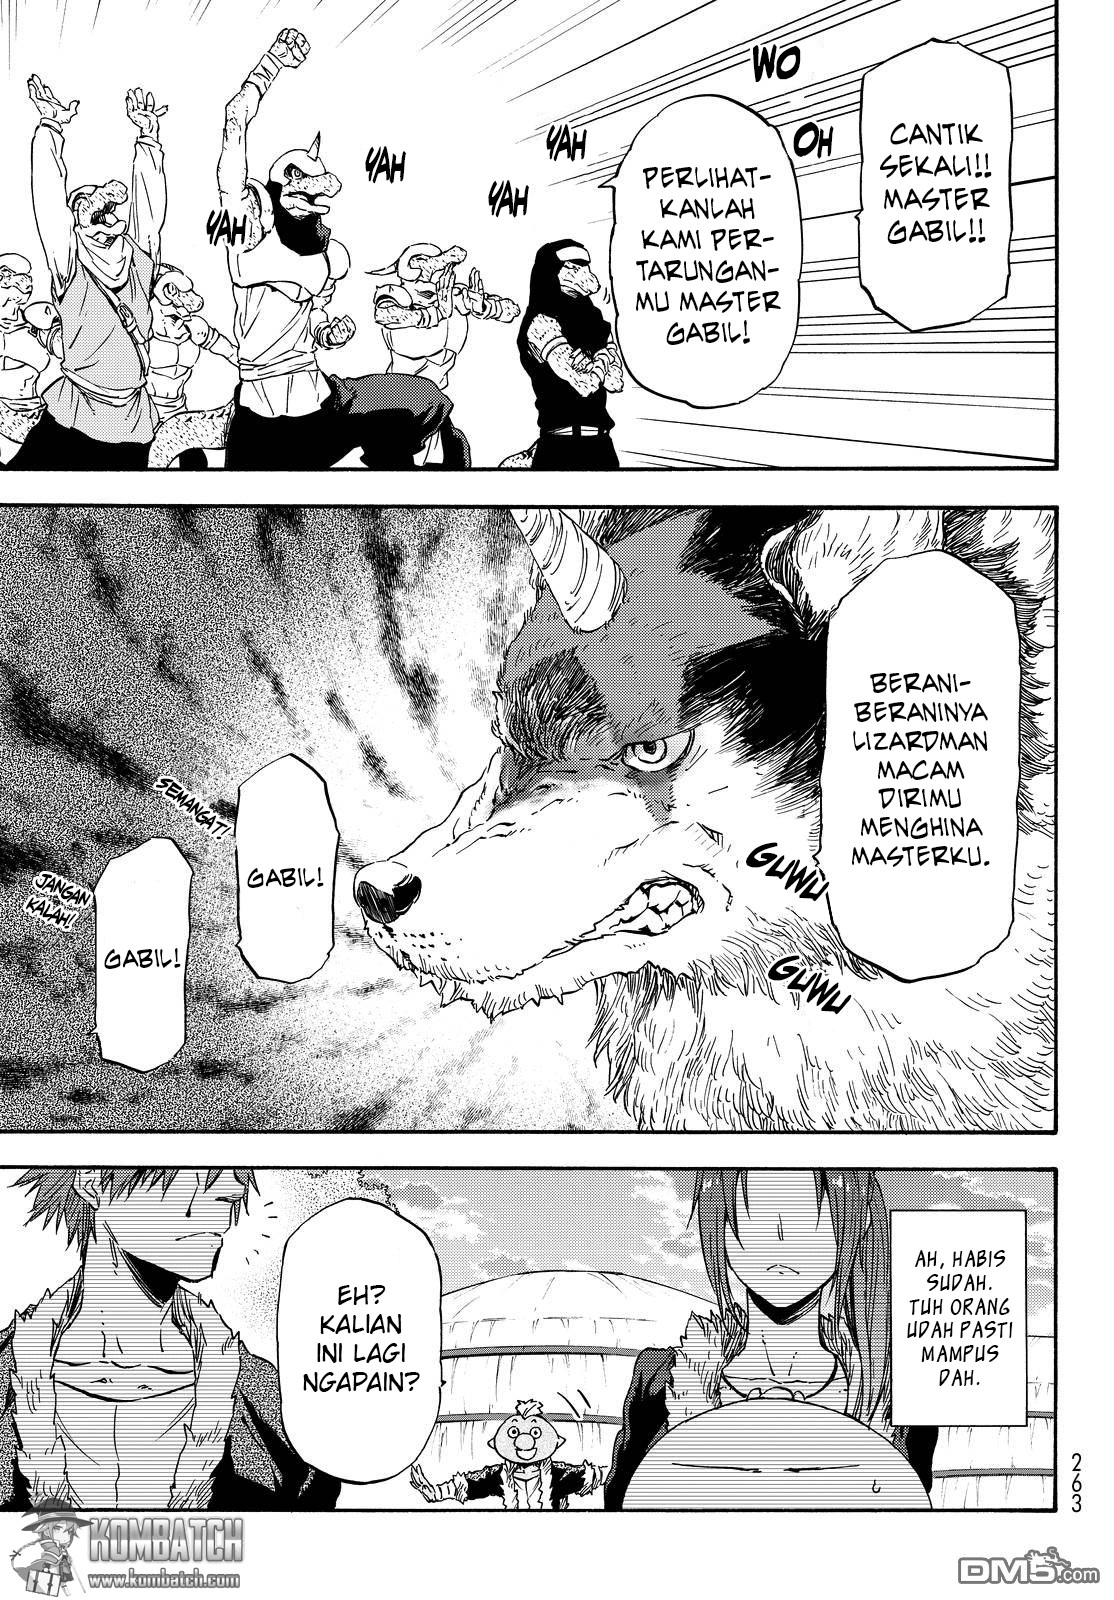 CANTIK
SEKALI!!
MASTER
GABIL!!
WO
OH
PERLIHAT-
KANLAH
KAMI PER-
TARUNGAN-
MU MASTER
GABIL!
YAH
YAH
YAH
YAH
BERANI-
BERANINYA
LIZARDMAN
MACAM
DIRIMU
MENGHINA
MASTERKU.
GUWU
GUWU
SEMANGAT!
GABIL!
JANGAN
KALAH!
GABIL!
AH, HABIS
SUDAH.
TUH ORANG
UDAH PASTI
MAMPUS
DAH.
EH?
KALIAN
INI LAGI
NGAPAIN?
263
KOMBATCH
www.kombatch.com
DM5.com